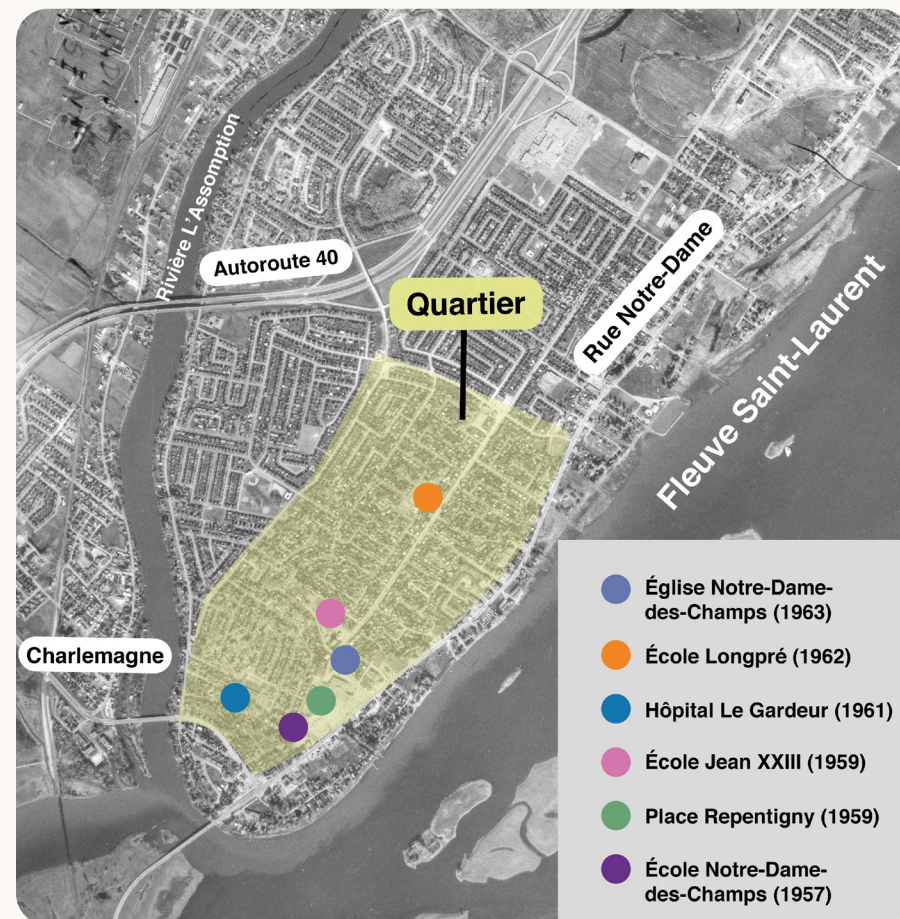 Rivière L'Assomption
Autoroute 40
Quartier
Rue Notre-Dame
Fleuve Saint-Laurent
Charlemagne
Église Notre-Dame-
des-Champs (1963)
École Longpré (1962)
Hôpital Le Gardeur (1961)
École Jean XXIII (1959)
Place Repentigny (1959)
École Notre-Dame-
des-Champs (1957)